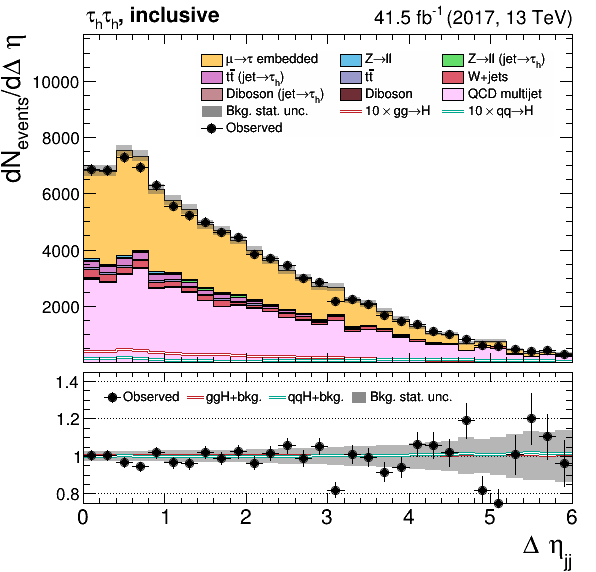 τhτh, inclusive 41.5 fb⁻¹ (2017, 13 TeV)
dNevents/dΔ η
μ→τ embedded Z→ll Z→ll (jet→τh)
tt̄ (jet→τh) tt̄ W+jets
Diboson (jet→τh) Diboson QCD multijet
Bkg. stat. unc. 10×gg→H 10×qq→H
Observed
10000
8000
6000
4000
2000
1.4
Observed ggH+bkg. qqH+bkg. Bkg. stat. unc.
1.2
1.0
0.8
0 1 2 3 4 5 6
Δ ηjj